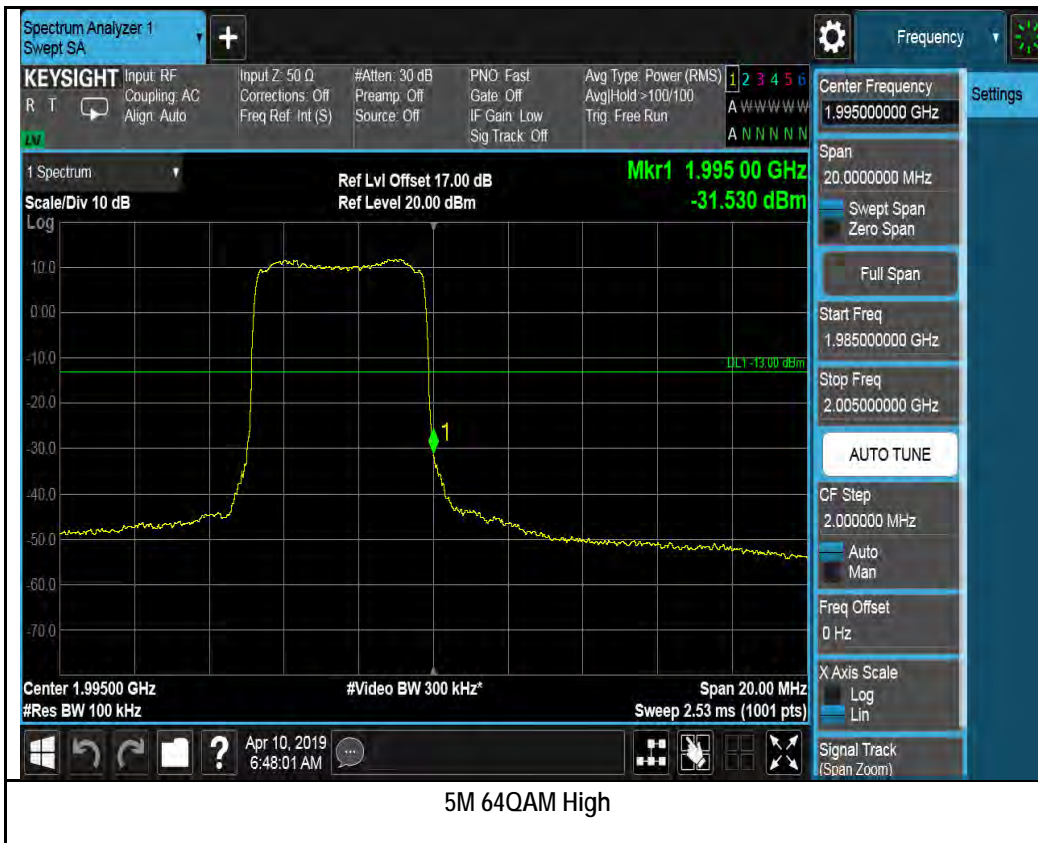 Spectrum Analyzer 1
Swept SA
+
Frequency
KEYSIGHT
R T
LV
Input: RF
Coupling: AC
Align: Auto
Input Z: 50 Ω
Corrections: Off
Freq Ref: Int (S)
#Atten: 30 dB
Preamp: Off
Source: Off
PNO: Fast
Gate: Off
IF Gain: Low
Sig Track: Off
Avg Type: Power (RMS)
Avg|Hold >100/100
Trig: Free Run
1 2 3 4 5 6
A W W W W W
A N N N N N
1 Spectrum
Scale/Div 10 dB
Log
Ref Lvl Offset 17.00 dB
Ref Level 20.00 dBm
Mkr1 1.995 00 GHz
-31.530 dBm
10.0
0.00
-10.0
-20.0
-30.0
-40.0
-50.0
-60.0
-70.0
DL1 -13.00 dBm
1
Center 1.99500 GHz
#Res BW 100 kHz
#Video BW 300 kHz*
Span 20.00 MHz
Sweep 2.53 ms (1001 pts)
?
Apr 10, 2019
6:48:01 AM
Center Frequency
1.995000000 GHz
Settings
Span
20.0000000 MHz
Swept Span
Zero Span
Full Span
Start Freq
1.985000000 GHz
Stop Freq
2.005000000 GHz
AUTO TUNE
CF Step
2.000000 MHz
Auto
Man
Freq Offset
0 Hz
X Axis Scale
Log
Lin
Signal Track
(Span Zoom)
5M 64QAM High